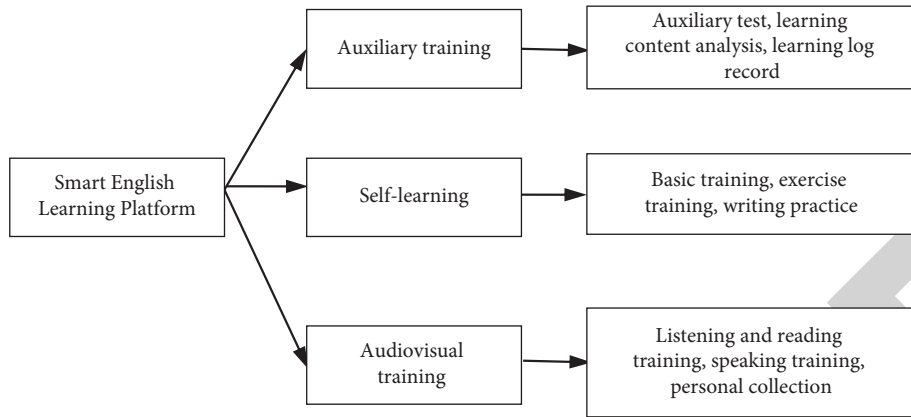 Auxiliary training
Auxiliary test, learning
content analysis, learning log
record
Smart English
Learning Platform
Self-learning
Basic training, exercise
training, writing practice
Audiovisual
training
Listening and reading
training, speaking training,
personal collection